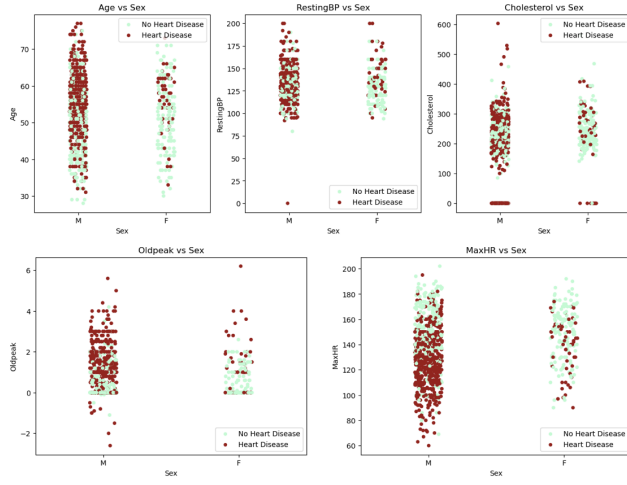 Age vs Sex
RestingBP vs Sex
Cholesterol vs Sex
No Heart Disease
Heart Disease
No Heart Disease
Heart Disease
No Heart Disease
Heart Disease
Age
70
60
50
40
30
M
F
Sex
RestingBP
200
175
150
125
100
75
50
25
0
M
F
Sex
Cholesterol
600
500
400
300
200
100
0
M
F
Sex
Oldpeak vs Sex
MaxHR vs Sex
Oldpeak
6
4
2
0
−2
M
F
Sex
No Heart Disease
Heart Disease
MaxHR
200
180
160
140
120
100
80
60
M
F
Sex
No Heart Disease
Heart Disease